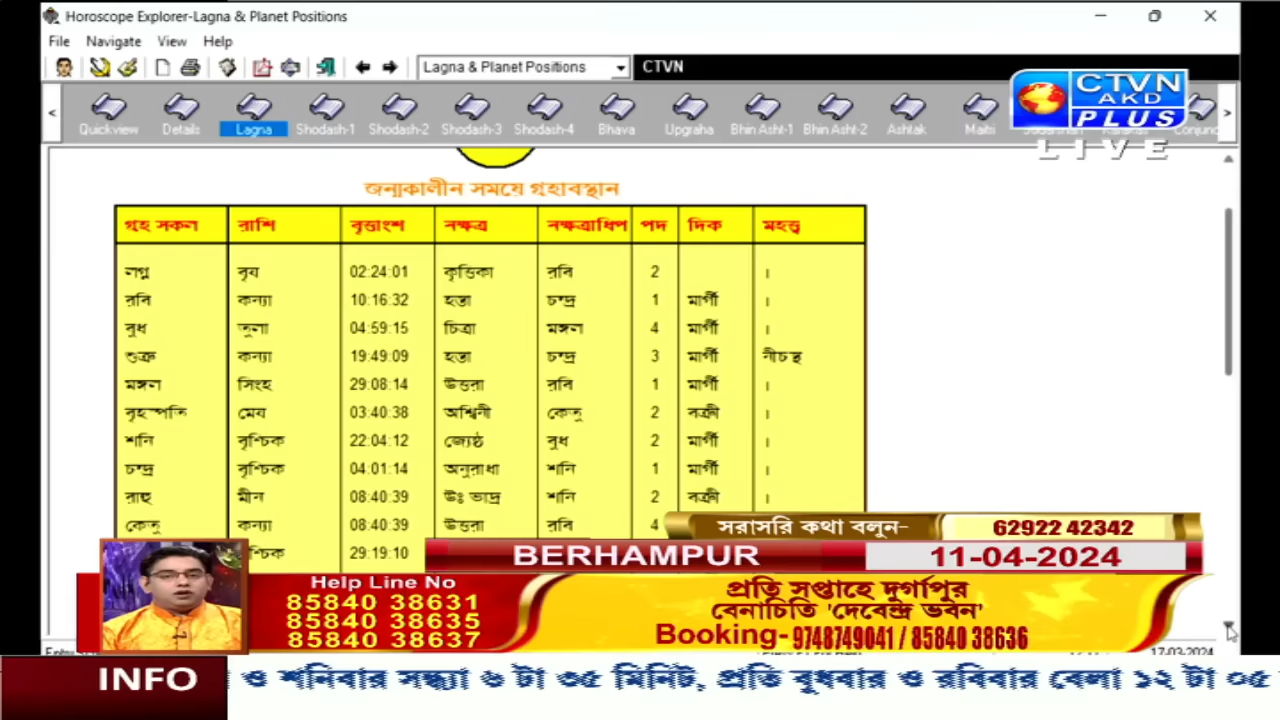 Horoscope Explorer-Lagna & Planet Positions
File Navigate View Help
Lagna & Planet Positions CTVN
Quickview Details Lagna Shodash-1 Shodash-2 Shodash-3 Shodash-4 Bhava Upgraha Bhin Asht-1 Bhin Asht-2 Ashtak Maitri
CTVN
AKD
PLUS
LIVE
জন্মকালীন সময়ে গৃহাবস্থান
গৃহ সকল রাশি বৃত্তাংশ নক্ষত্র নক্ষত্রাধিপ পদ দিক মহত্ত্ব
লগ্ন বৃষ 02:24:01 কৃত্তিকা রবি 2 ।
রবি কন্যা 10:16:32 হস্তা চন্দ্র 1 মার্গী ।
বুধ তুলা 04:59:15 চিত্রা মঙ্গল 4 মার্গী ।
শুক্র কন্যা 19:49:09 হস্তা চন্দ্র 3 মার্গী নীচস্থ
মঙ্গল সিংহ 29:08:14 উত্তরা রবি 1 মার্গী ।
বৃহস্পতি মেষ 03:40:38 অশ্বিনী কেতু 2 বক্রী ।
শনি বৃশ্চিক 22:04:12 জ্যেষ্ঠ বুধ 2 মার্গী ।
চন্দ্র বৃশ্চিক 04:01:14 অনুরাধা শনি 1 মার্গী ।
রাহু মীন 08:40:39 উঃ ভাদ্র শনি 2 বক্রী ।
কেতু কন্যা 08:40:39 উত্তরা রবি 4
29:19:10
সরাসরি কথা বলুন- 62922 42342
BERHAMPUR 11-04-2024
Help Line No
85840 38631
85840 38635
85840 38637
প্রতি সপ্তাহে দুর্গাপুর
বেনাচিতি 'দেবেন্দ্র ভবন'
Booking- 9748749041 / 85840 38636
17-03-2024
INFO ও শনিবার সন্ধ্যা ৬ টা ৩৫ মিনিট, প্রতি বুধবার ও রবিবার বেলা ১২ টা ০৫